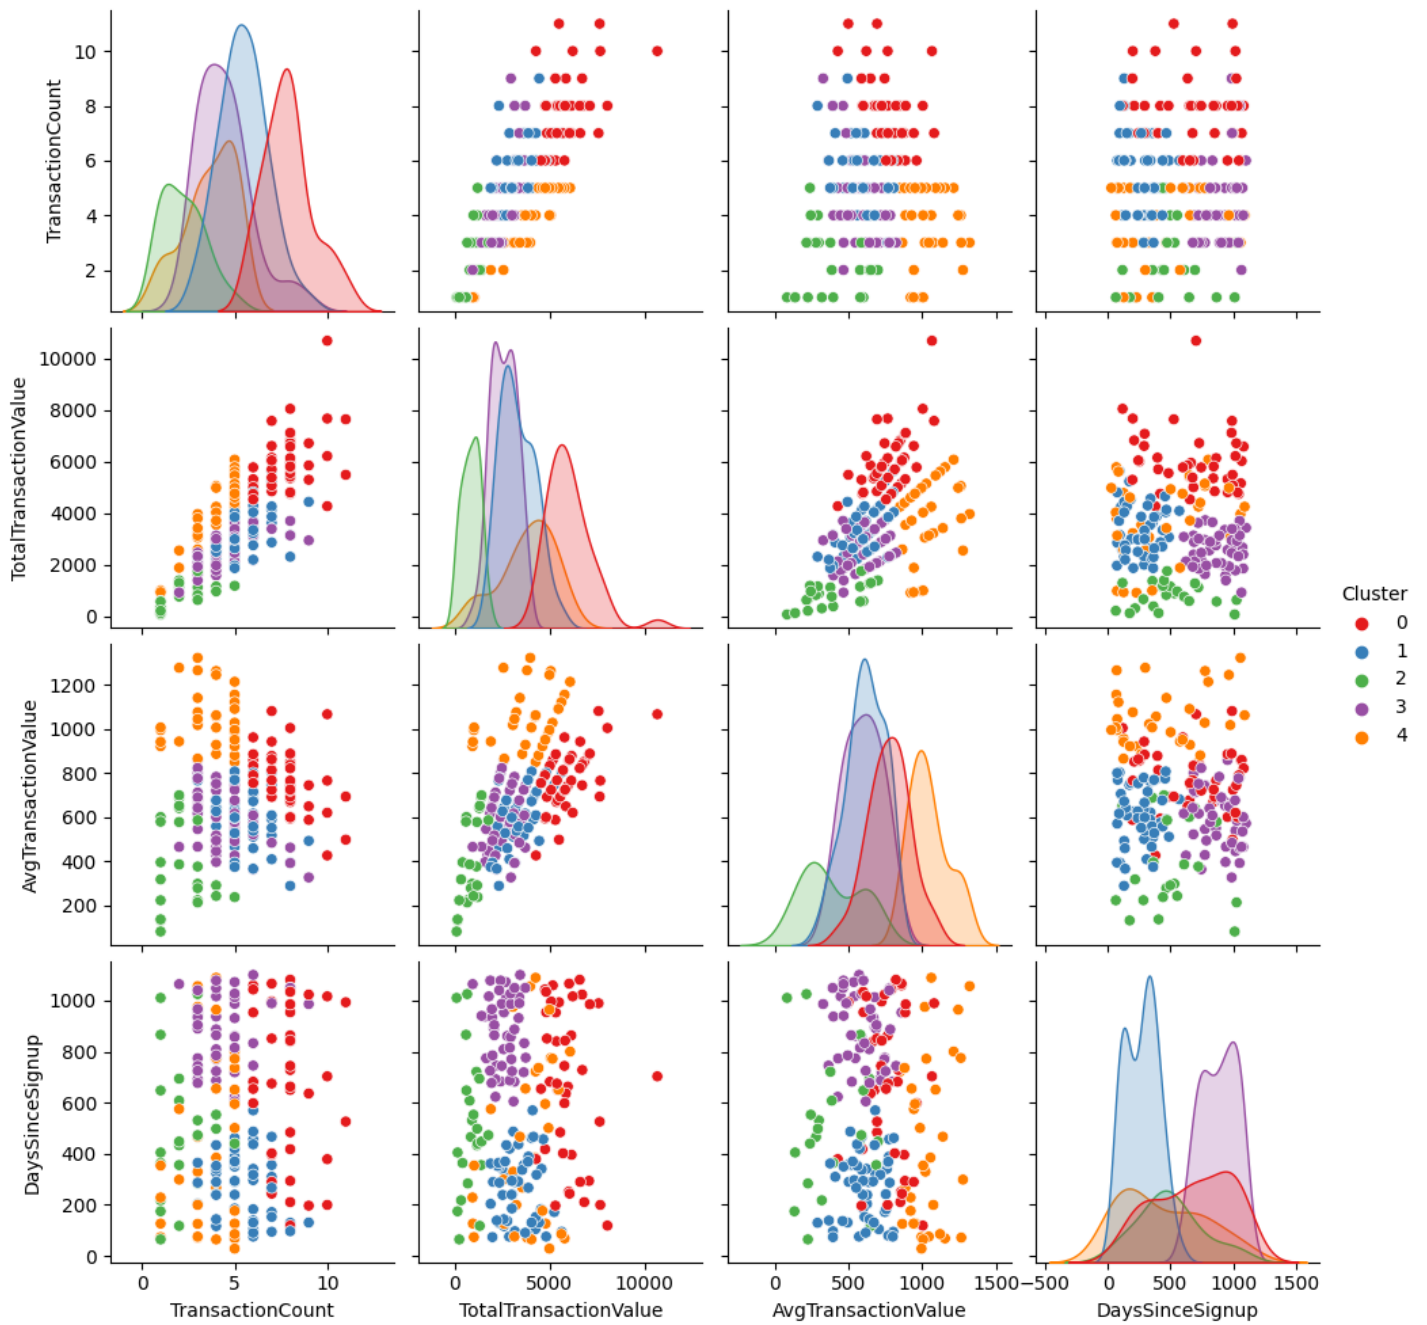 TransactionCount
10
8
6
4
2
TotalTransactionValue
10000
8000
6000
4000
2000
0
AvgTransactionValue
1200
1000
800
600
400
200
DaysSinceSignup
1000
800
600
400
200
0
0 5 10
0 5000 10000
0 500 1000 1500
−500 0 500 1000 1500
TransactionCount
TotalTransactionValue
AvgTransactionValue
DaysSinceSignup
Cluster
0
1
2
3
4